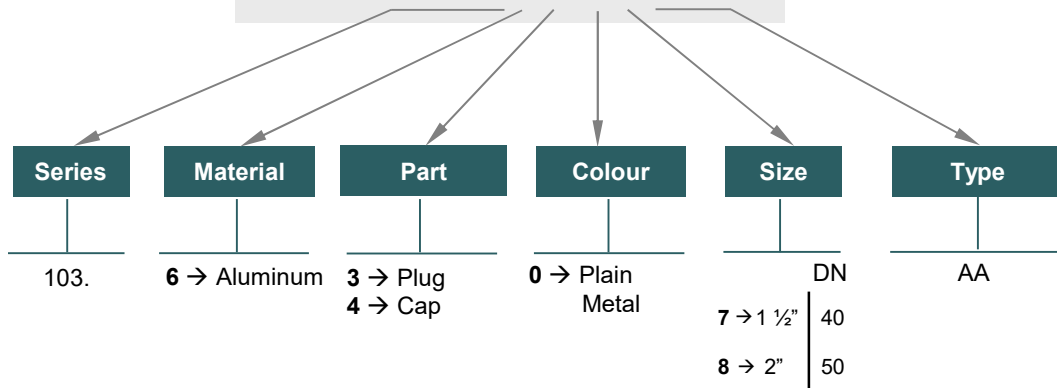 Series Material Part Colour Size Type
103. 6 → Aluminum 3 → Plug 0 → Plain DN AA
4 → Cap Metal
7 → 1 ½” 40
8 → 2” 50